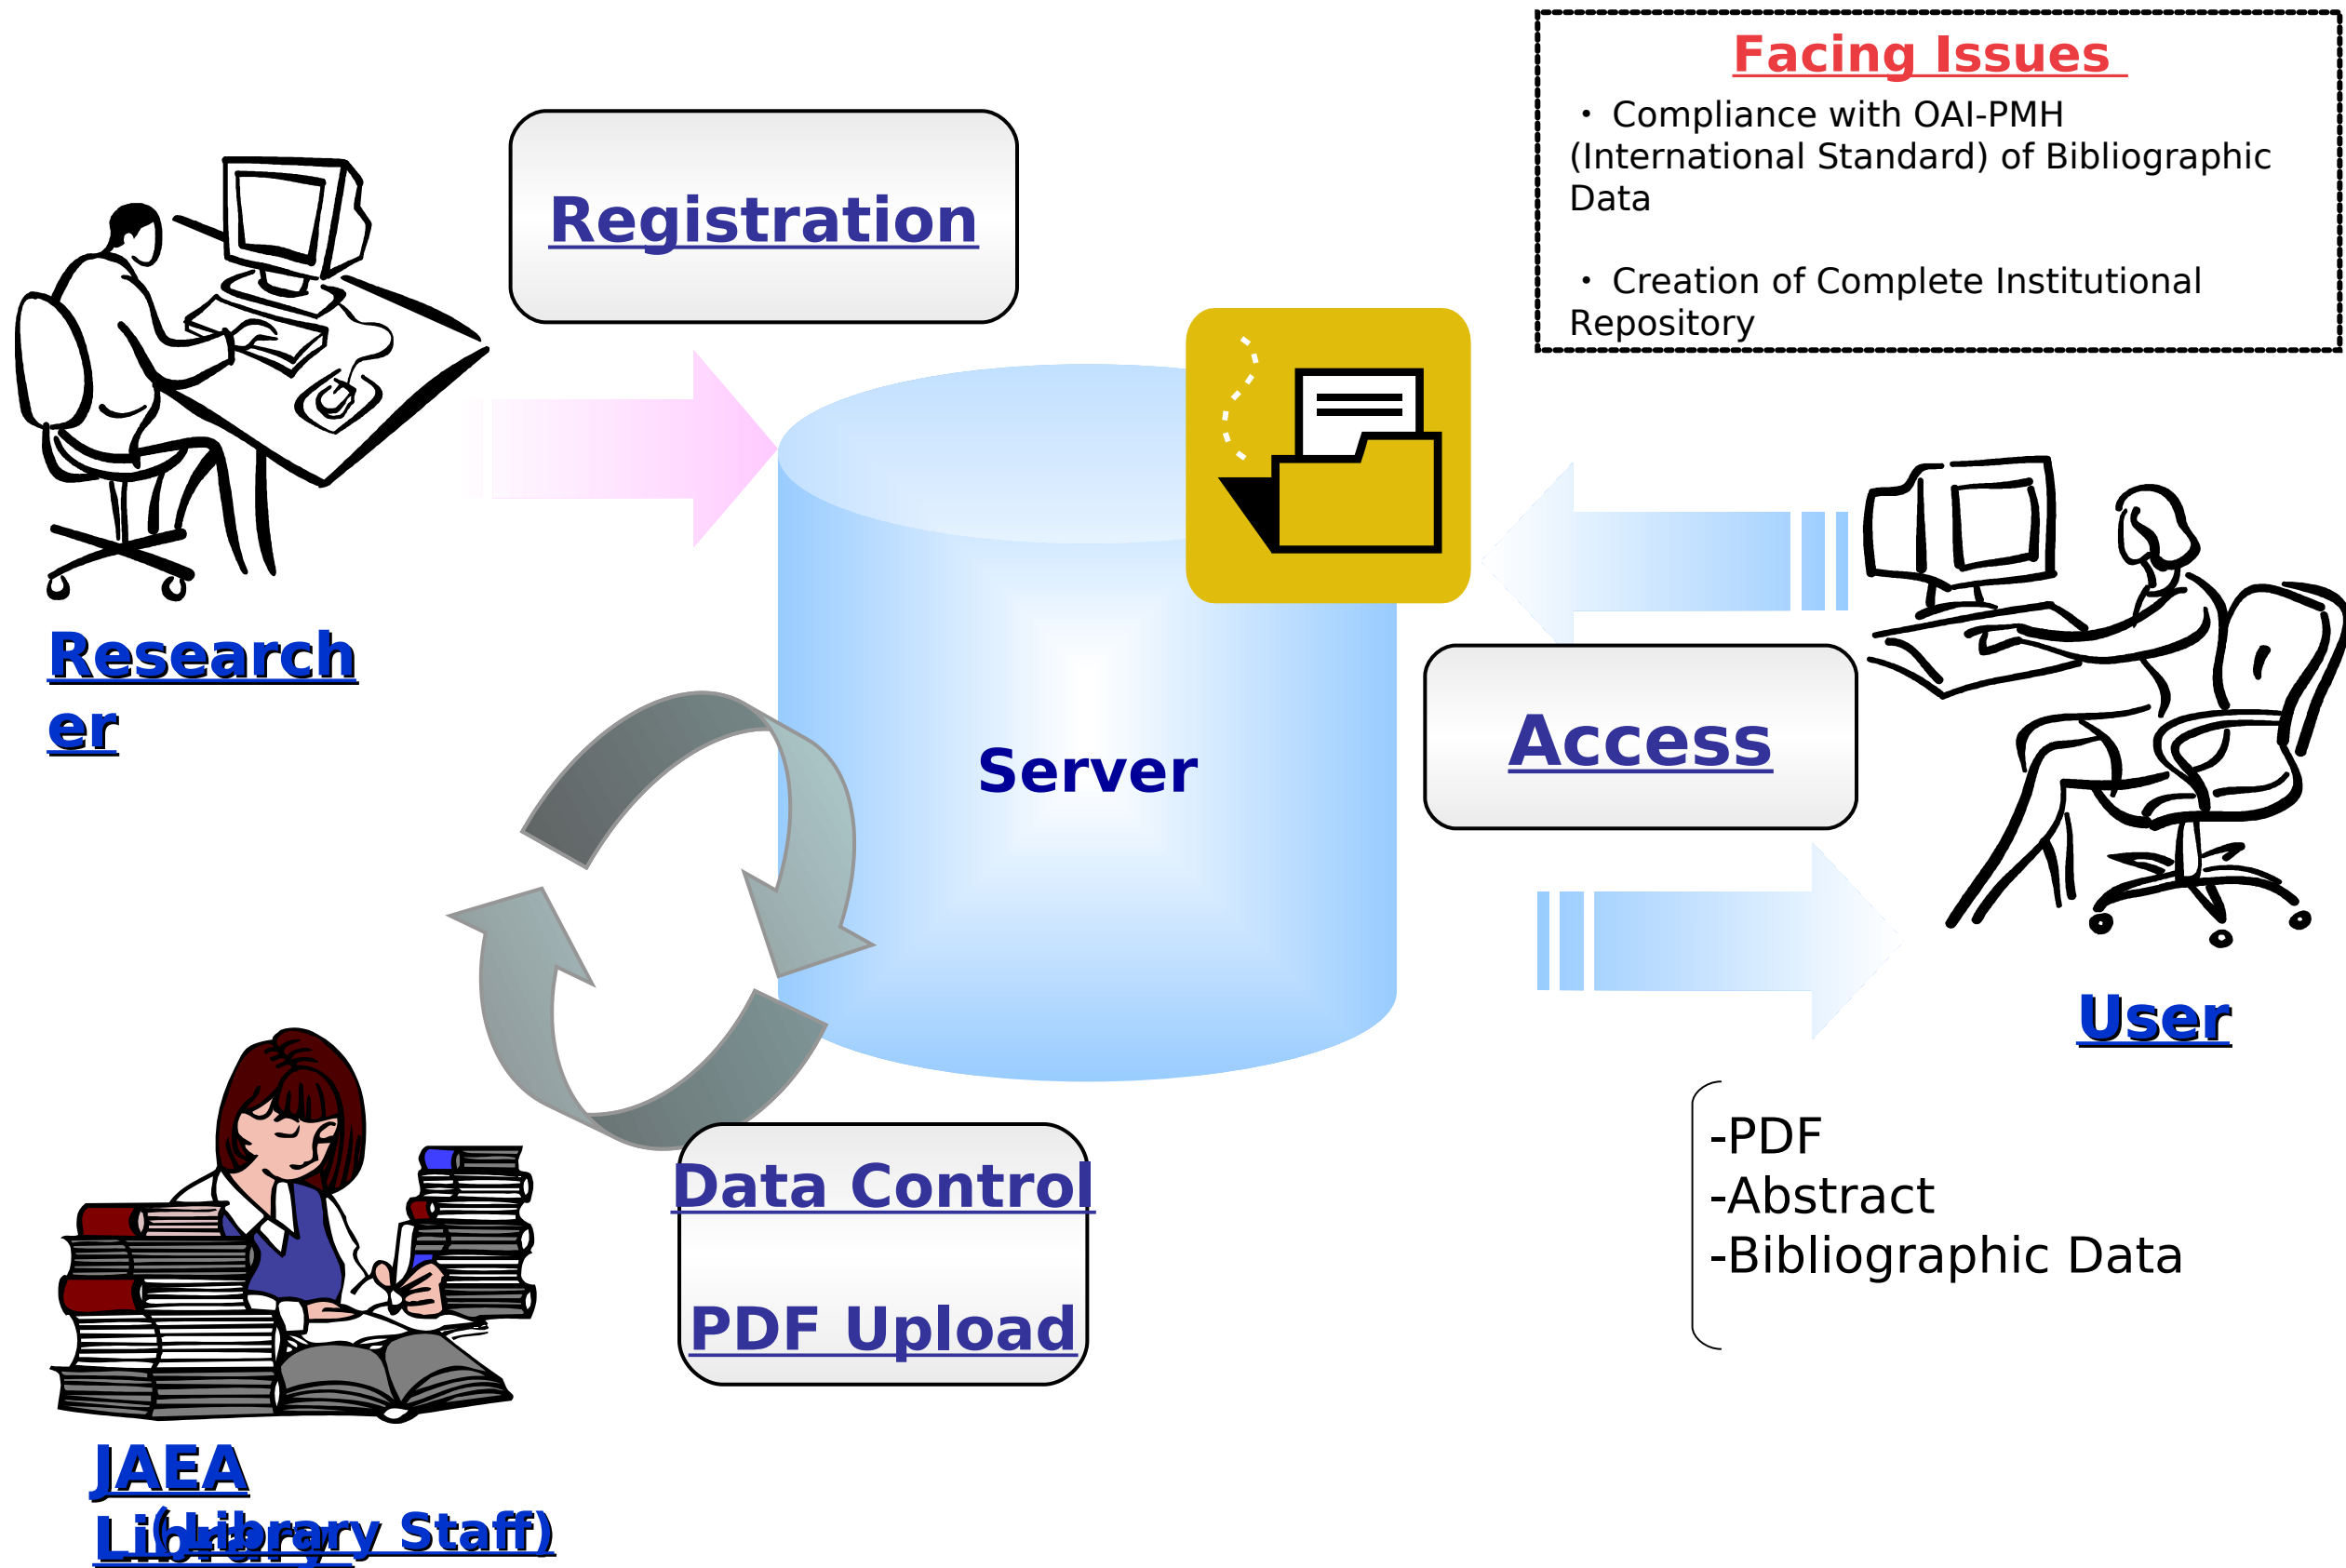 Facing Issues
・ Compliance with OAI-PMH
(International Standard) of Bibliographic
Data
・ Creation of Complete Institutional
Repository
Registration
Research
er
Server
Access
User
-PDF
-Abstract
-Bibliographic Data
Data Control
PDF Upload
JAEA
Library
( Library Staff)